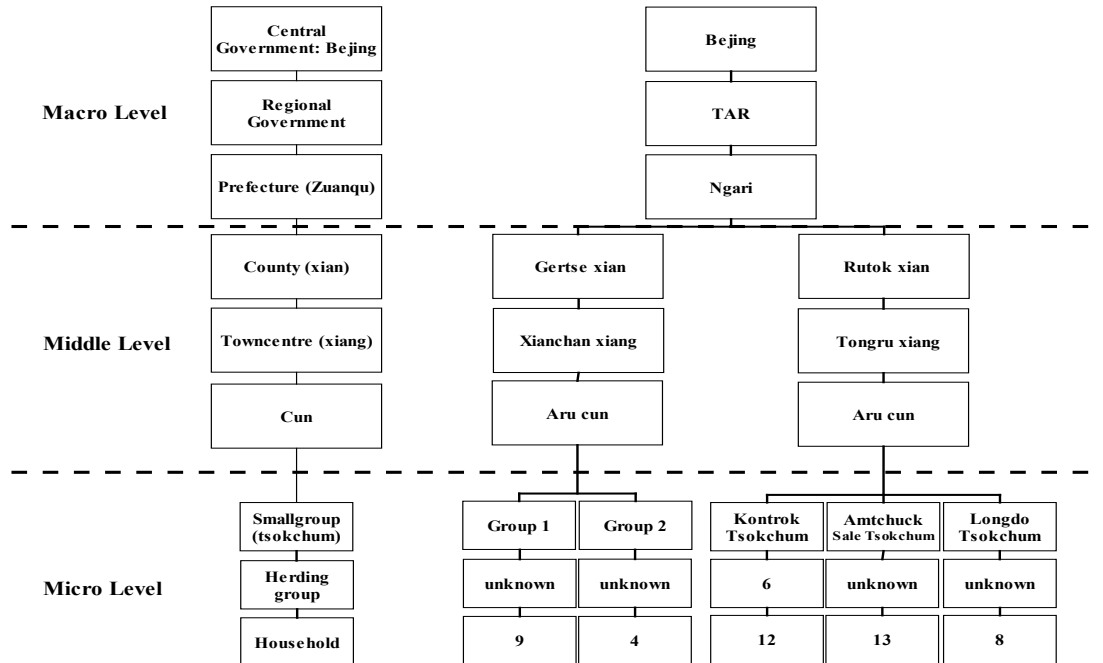 Central
Government: Bejing
Bejing
Macro Level
Regional
Government
TAR
Prefecture (Zuanqu)
Ngari
County (xian)
Gertse xian
Rutok xian
Middle Level
Towncentre (xiang)
Xianchan xiang
Tongru xiang
Cun
Aru cun
Aru cun
Smallgroup
(tsokchum)
Group 1
Group 2
Kontrok
Tsokchum
Amtchuck
Sale Tsokchum
Longdo
Tsokchum
Micro Level
Herding
group
unknown
unknown
6
unknown
unknown
Household
9
4
12
13
8